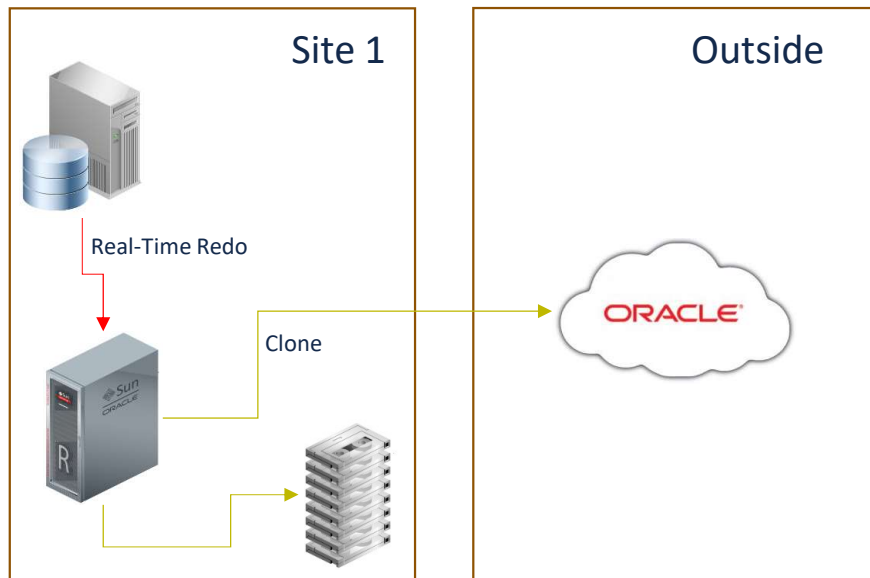 Site 1
Outside
Real-Time Redo
ORACLE
Clone
Sun
ORACLE
R